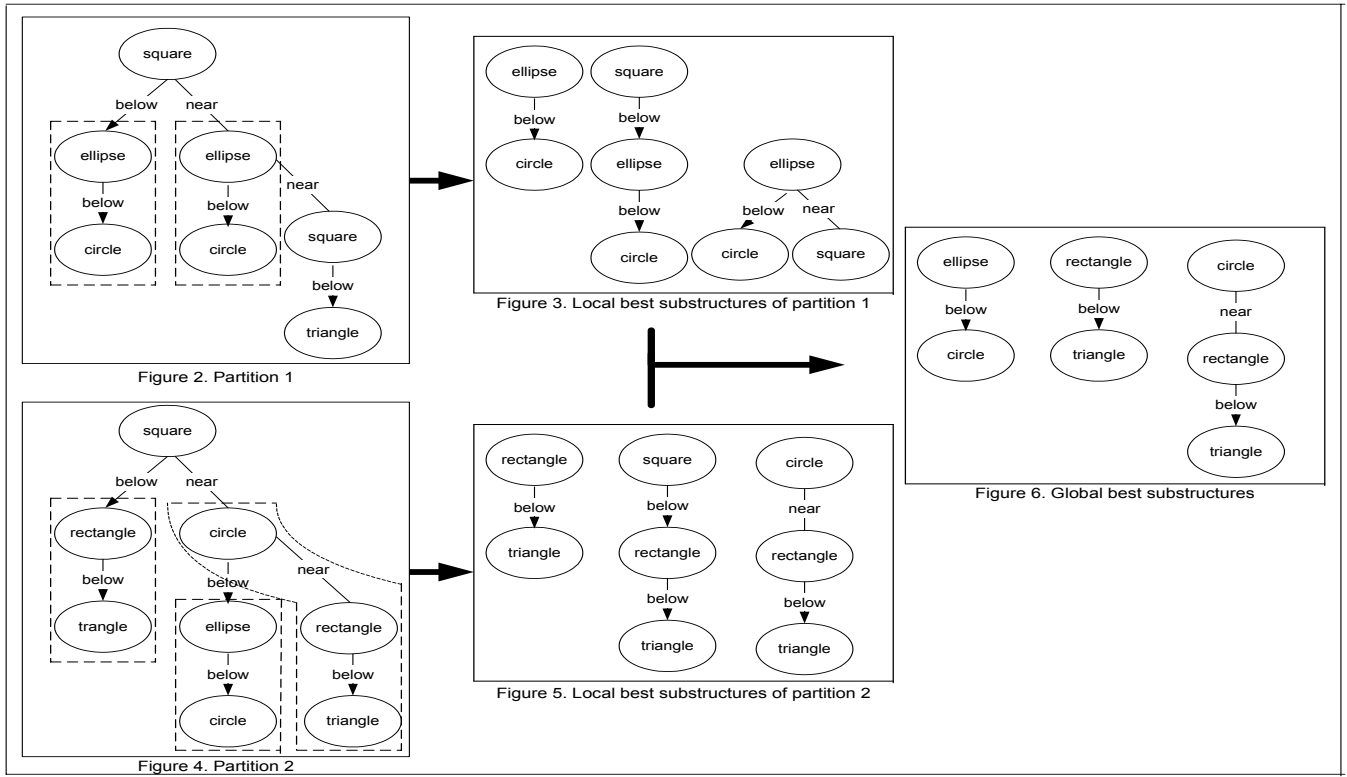 square
below near
ellipse ellipse
below below near
circle circle square
below
triangle
Figure 2. Partition 1
ellipse square
below below
circle ellipse ellipse
below below near
circle circle square
Figure 3. Local best substructures of partition 1
square
below near
rectangle circle
below below near
trangle ellipse rectangle
below below
circle triangle
Figure 4. Partition 2
rectangle square circle
below below near
triangle rectangle rectangle
below below
triangle triangle
Figure 5. Local best substructures of partition 2
ellipse rectangle circle
below below near
circle triangle rectangle
below
triangle
Figure 6. Global best substructures